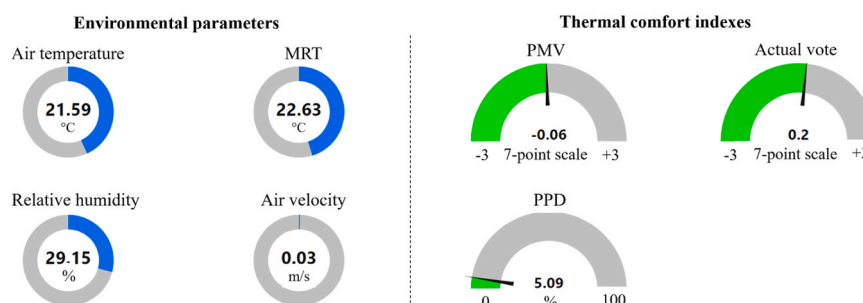 Environmental parameters
Thermal comfort indexes
Air temperature
MRT
PMV
Actual vote
21.59
°C
22.63
°C
-0.06
0.2
-3
7-point scale
+3
-3
7-point scale
Relative humidity
Air velocity
PPD
29.15
%
0.03
m/s
5.09
0
%
100